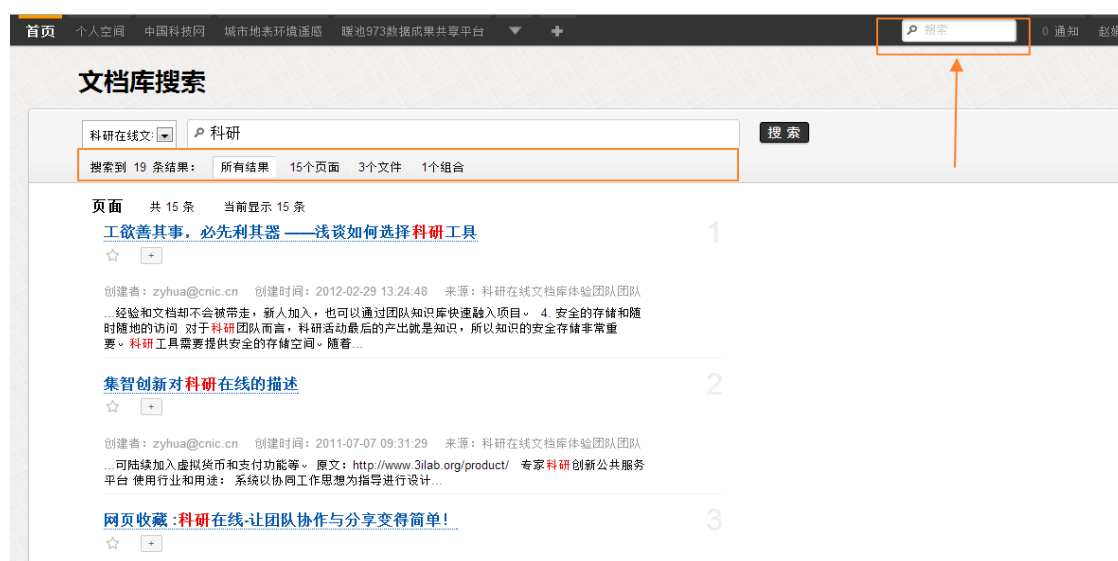 首页 个人空间 中国科技网 城市地表环境遥感 暖池973数据成果共享平台 搜索 0 通知
文档库搜索
科研在线文 科研 搜索
搜索到 19 条结果: 所有结果 15个页面 3个文件 1个组合
页面 共 15 条 当前显示 15 条
工欲善其事,必先利其器 ——浅谈如何选择科研工具 1
+
创建者:zyhua@cnic.cn 创建时间:2012-02-29 13:24:48 来源:科研在线文档库体验团队团队
...经验和文档却不会被带走,新人加入,也可以通过团队知识库快速融入项目。 4. 安全的存储和随
时随地的访问 对于科研团队而言,科研活动最后的产出就是知识,所以知识的安全存储非常重
要。科研工具需要提供安全的存储空间。随着...
集智创新对科研在线的描述 2
+
创建者:zyhua@cnic.cn 创建时间:2011-07-07 09:31:29 来源:科研在线文档库体验团队团队
...可陆续加入虚拟货币和支付功能等。 原文:http://www.3ilab.org/product/ 专家科研创新公共服务
平台 使用行业和用途: 系统以协同工作思想为指导进行设计...
网页收藏 :科研在线-让团队协作与分享变得简单! 3
+